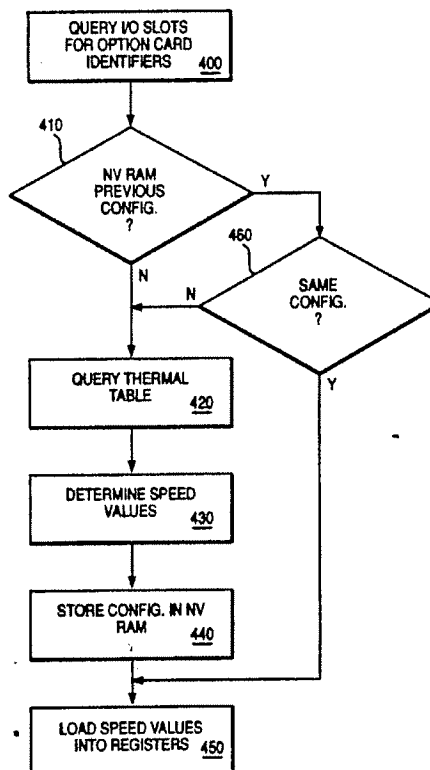 QUERY I/O SLOTS
FOR OPTION CARD
IDENTIFIERS 400
410
NV RAM
PREVIOUS
CONFIG.
?
Y
N
460
SAME
CONFIG.
?
N
Y
QUERY THERMAL
TABLE
420
DETERMINE SPEED
VALUES 430
STORE CONFIG. IN NV
RAM 440
LOAD SPEED VALUES
INTO REGISTERS 450